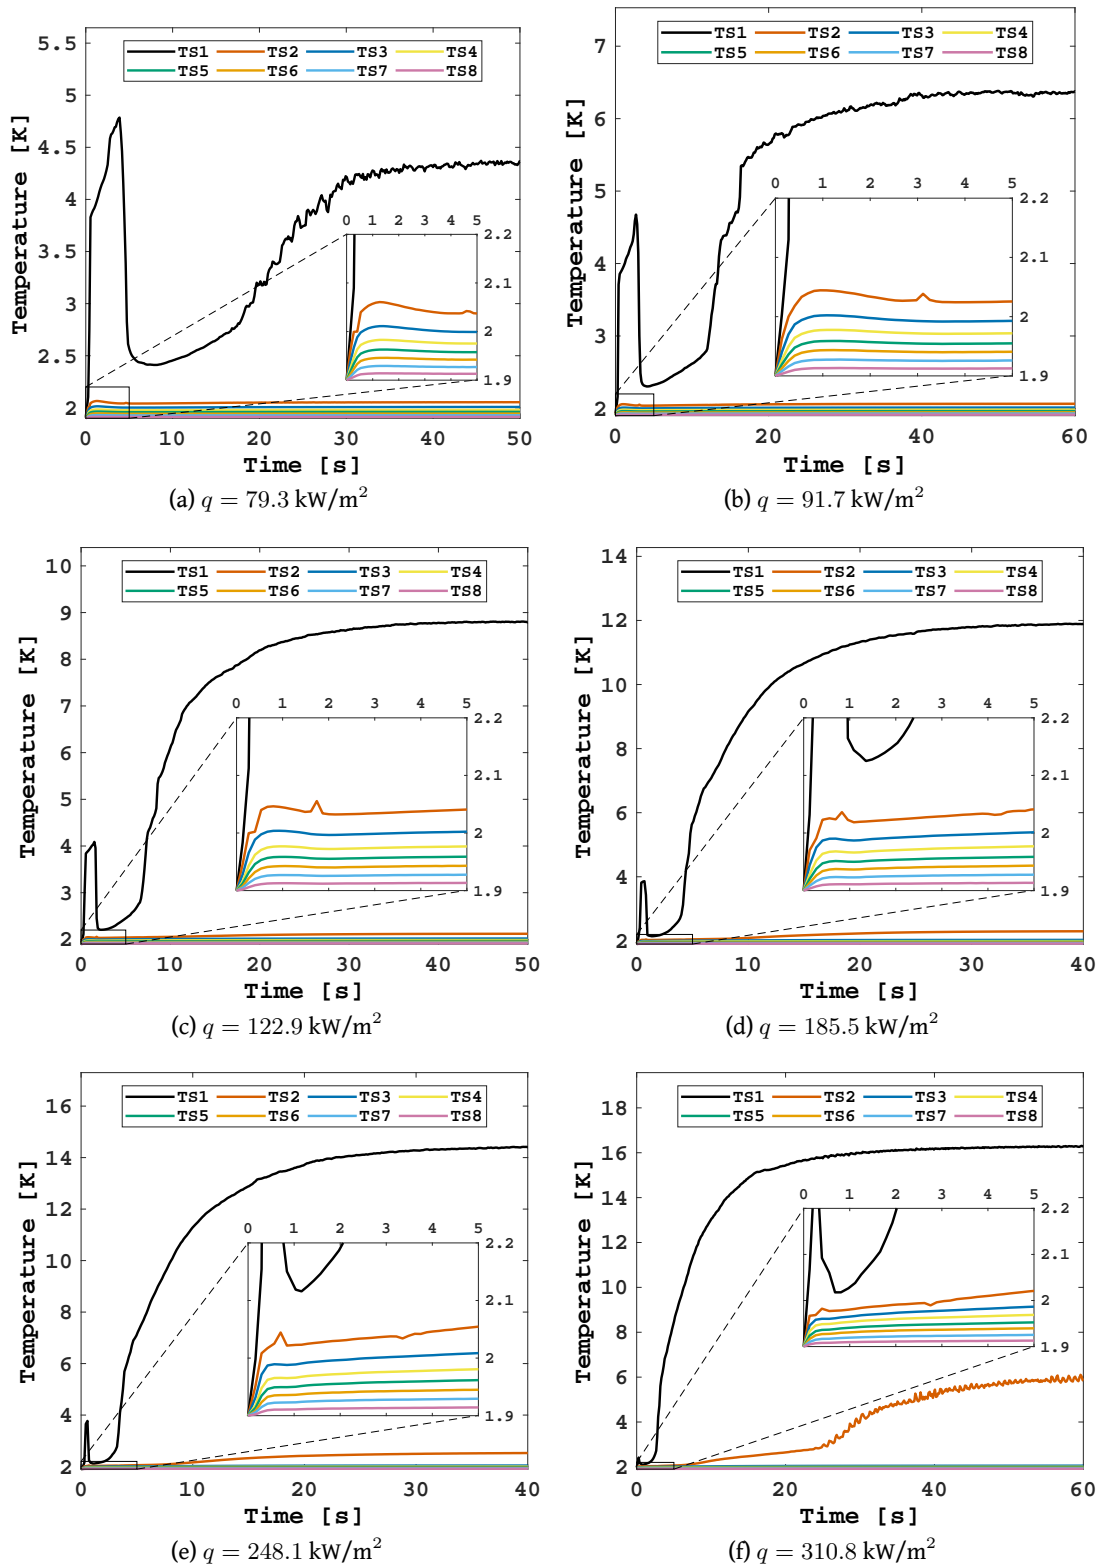 5.5
TS1 TS2 TS3 TS4
TS5 TS6 TS7 TS8
5
4.5
4
3.5
3
2.5
2
Temperature [K]
0 1 2 3 4 5
2.2
2.1
2
1.9
0 10 20 30 40 50
Time [s]
(a) q = 79.3 kW/m²
7
TS1 TS2 TS3 TS4
TS5 TS6 TS7 TS8
6
5
4
3
2
Temperature [K]
0 1 2 3 4 5
2.2
2.1
2
1.9
0 20 40 60
Time [s]
(b) q = 91.7 kW/m²
10
TS1 TS2 TS3 TS4
TS5 TS6 TS7 TS8
9
8
7
6
5
4
3
2
Temperature [K]
0 1 2 3 4 5
2.2
2.1
2
1.9
0 10 20 30 40 50
Time [s]
(c) q = 122.9 kW/m²
14
TS1 TS2 TS3 TS4
TS5 TS6 TS7 TS8
12
10
8
6
4
2
Temperature [K]
0 1 2 3 4 5
2.2
2.1
2
1.9
0 10 20 30 40
Time [s]
(d) q = 185.5 kW/m²
16
TS1 TS2 TS3 TS4
TS5 TS6 TS7 TS8
14
12
10
8
6
4
2
Temperature [K]
0 1 2 3 4 5
2.2
2.1
2
1.9
0 10 20 30 40
Time [s]
(e) q = 248.1 kW/m²
18
TS1 TS2 TS3 TS4
TS5 TS6 TS7 TS8
16
14
12
10
8
6
4
2
Temperature [K]
0 1 2 3 4 5
2.2
2.1
2
1.9
0 20 40 60
Time [s]
(f) q = 310.8 kW/m²